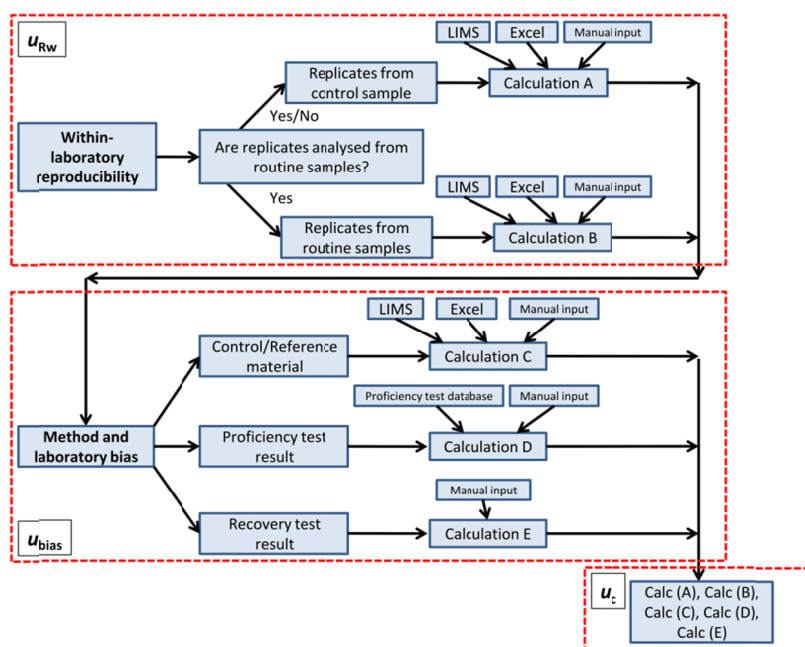 uRw
LIMS
Excel
Manual input
Replicates from
control sample
Calculation A
Yes/No
Within-
laboratory
reproducibility
Are replicates analysed from
routine samples?
Yes
LIMS
Excel
Manual input
Replicates from
routine samples
Calculation B
LIMS
Excel
Manual input
Control/Reference
material
Calculation C
Proficiency test database
Manual input
Method and
laboratory bias
Proficiency test
result
Calculation D
Manual input
Recovery test
result
Calculation E
ubias
uc
Calc (A), Calc (B),
Calc (C), Calc (D),
Calc (E)